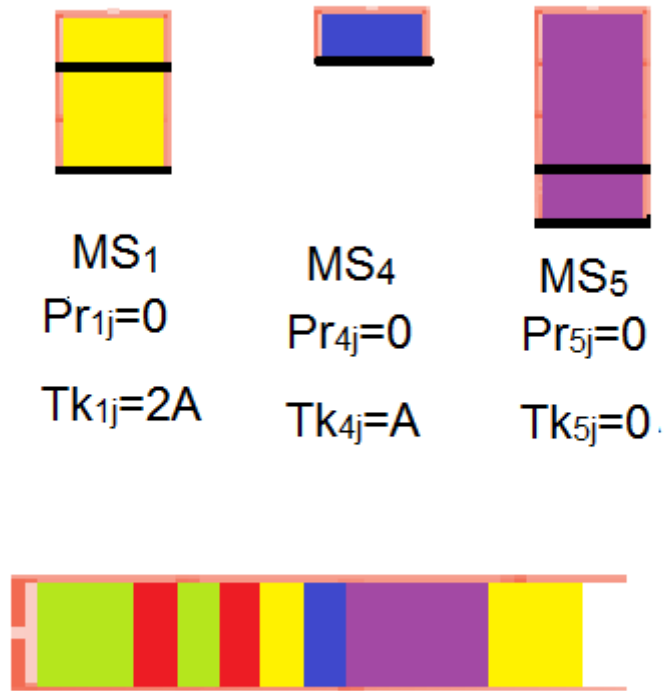 MS1
Pr1j=0
Tk1j=2A
MS4
Pr4j=0
Tk4j=A
MS5
Pr5j=0
Tk5j=0